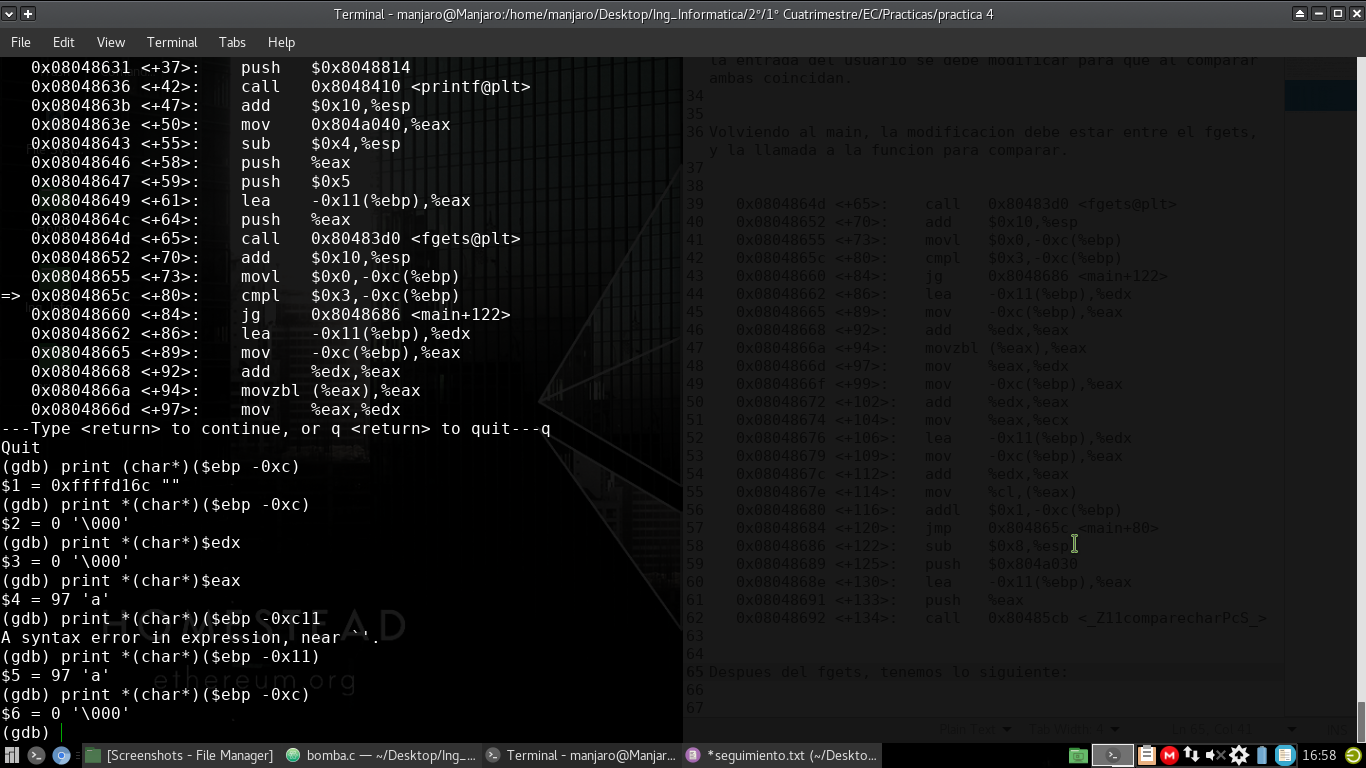 Terminal - manjaro@Manjaro:/home/manjaro/Desktop/Ing_Informatica/2°/1° Cuatrimestre/EC/Practicas/practica 4
File Edit View Terminal Tabs Help
0x08048631 <+37>: push $0x8048814
0x08048636 <+42>: call 0x8048410 <printf@plt>
0x0804863b <+47>: add $0x10,%esp
0x0804863e <+50>: mov 0x804a040,%eax
0x08048643 <+55>: sub $0x4,%esp
0x08048646 <+58>: push %eax
0x08048647 <+59>: push $0x5
0x08048649 <+61>: lea -0x11(%ebp),%eax
0x0804864c <+64>: push %eax
0x0804864d <+65>: call 0x80483d0 <fgets@plt>
0x08048652 <+70>: add $0x10,%esp
0x08048655 <+73>: movl $0x0,-0xc(%ebp)
=> 0x0804865c <+80>: cmpl $0x3,-0xc(%ebp)
0x08048660 <+84>: jg 0x8048686 <main+122>
0x08048662 <+86>: lea -0x11(%ebp),%edx
0x08048665 <+89>: mov -0xc(%ebp),%eax
0x08048668 <+92>: add %edx,%eax
0x0804866a <+94>: movzbl (%eax),%eax
0x0804866d <+97>: mov %eax,%edx
---Type <return> to continue, or q <return> to quit---q
Quit
(gdb) print (char*)($ebp -0xc)
$1 = 0xffffd16c ""
(gdb) print *(char*)($ebp -0xc)
$2 = 0 '\000'
(gdb) print *(char*)$edx
$3 = 0 '\000'
(gdb) print *(char*)$eax
$4 = 97 'a'
(gdb) print *(char*)($ebp -0xc11
A syntax error in expression, near `'.
(gdb) print *(char*)($ebp -0x11)
$5 = 97 'a'
(gdb) print *(char*)($ebp -0xc)
$6 = 0 '\000'
(gdb)
HOMESTEAD
ethereum.org
la entrada del usuario se debe modificar para que al comparar
ambas coincidan.
34
35
36 Volviendo al main, la modificacion debe estar entre el fgets,
y la llamada a la funcion para comparar.
37
38
39 0x0804864d <+65>: call 0x80483d0 <fgets@plt>
40 0x08048652 <+70>: add $0x10,%esp
41 0x08048655 <+73>: movl $0x0,-0xc(%ebp)
42 0x0804865c <+80>: cmpl $0x3,-0xc(%ebp)
43 0x08048660 <+84>: jg 0x8048686 <main+122>
44 0x08048662 <+86>: lea -0x11(%ebp),%edx
45 0x08048665 <+89>: mov -0xc(%ebp),%eax
46 0x08048668 <+92>: add %edx,%eax
47 0x0804866a <+94>: movzbl (%eax),%eax
48 0x0804866d <+97>: mov %eax,%edx
49 0x0804866f <+99>: mov -0xc(%ebp),%eax
50 0x08048672 <+102>: add %edx,%eax
51 0x08048674 <+104>: mov %eax,%ecx
52 0x08048676 <+106>: lea -0x11(%ebp),%edx
53 0x08048679 <+109>: mov -0xc(%ebp),%eax
54 0x0804867c <+112>: add %edx,%eax
55 0x0804867e <+114>: mov %cl,(%eax)
56 0x08048680 <+116>: addl $0x1,-0xc(%ebp)
57 0x08048684 <+120>: jmp 0x804865c <main+80>
58 0x08048686 <+122>: sub $0x8,%esp
59 0x08048689 <+125>: push $0x804a030
60 0x0804868e <+130>: lea -0x11(%ebp),%eax
61 0x08048691 <+133>: push %eax
62 0x08048692 <+134>: call 0x80485cb <_Z11comparecharPcS_>
63
64
65 Despues del fgets, tenemos lo siguiente:
66
67
Plain Text Tab Width: 4 Ln 65, Col 41 INS
[Screenshots - File Manager] bomba.c — ~/Desktop/Ing_... Terminal - manjaro@Manjar... *seguimiento.txt (~/Deskto... 16:58